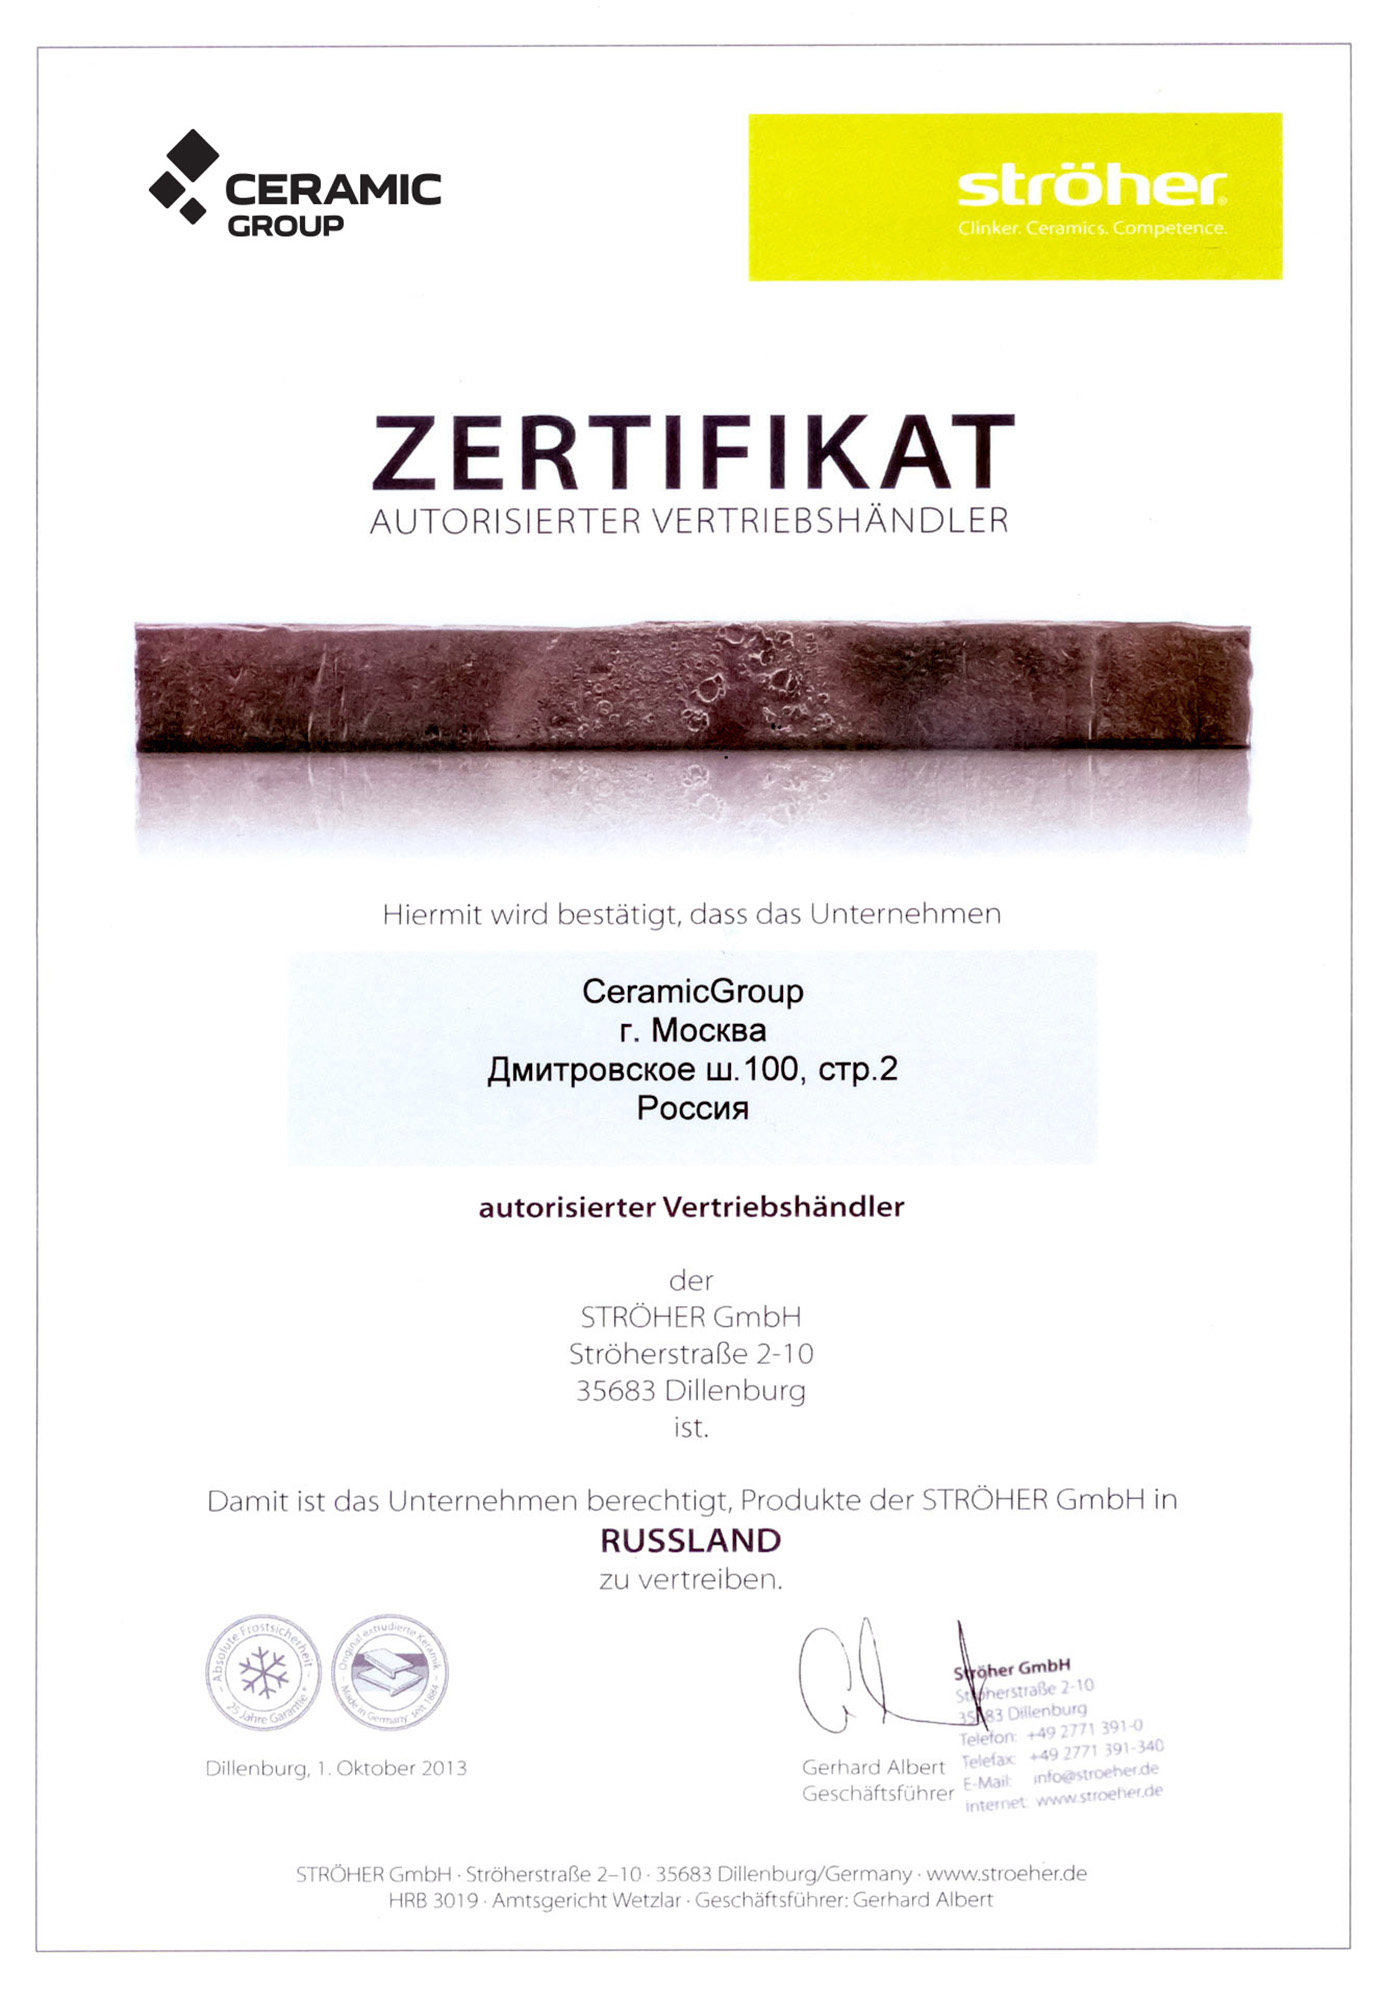 CERAMIC
GROUP
ströher®
Clinker. Ceramics. Competence.
ZERTIFIKAT
AUTORISIERTER VERTRIEBSHÄNDLER
Hiermit wird bestätigt, dass das Unternehmen
CeramicGroup
г. Москва
Дмитровское ш.100, стр.2
Россия
autorisierter Vertriebshändler
der
STRÖHER GmbH
Ströherstraße 2-10
35683 Dillenburg
ist.
Damit ist das Unternehmen berechtigt, Produkte der STRÖHER GmbH in
RUSSLAND
zu vertreiben.
- Absolute Frostsicherheit -
25 Jahre Garantie*
- Original extrudierte Keramik -
Made in Germany seit 1884
Dillenburg, 1. Oktober 2013
Ströher GmbH
Ströherstraße 2-10
35683 Dillenburg
Telefon: +49 2771 391-0
Telefax: +49 2771 391-340
E-Mail: info@stroeher.de
Internet: www.stroeher.de
Gerhard Albert
Geschäftsführer
STRÖHER GmbH · Ströherstraße 2–10 · 35683 Dillenburg/Germany · www.stroeher.de
HRB 3019 · Amtsgericht Wetzlar · Geschäftsführer: Gerhard Albert